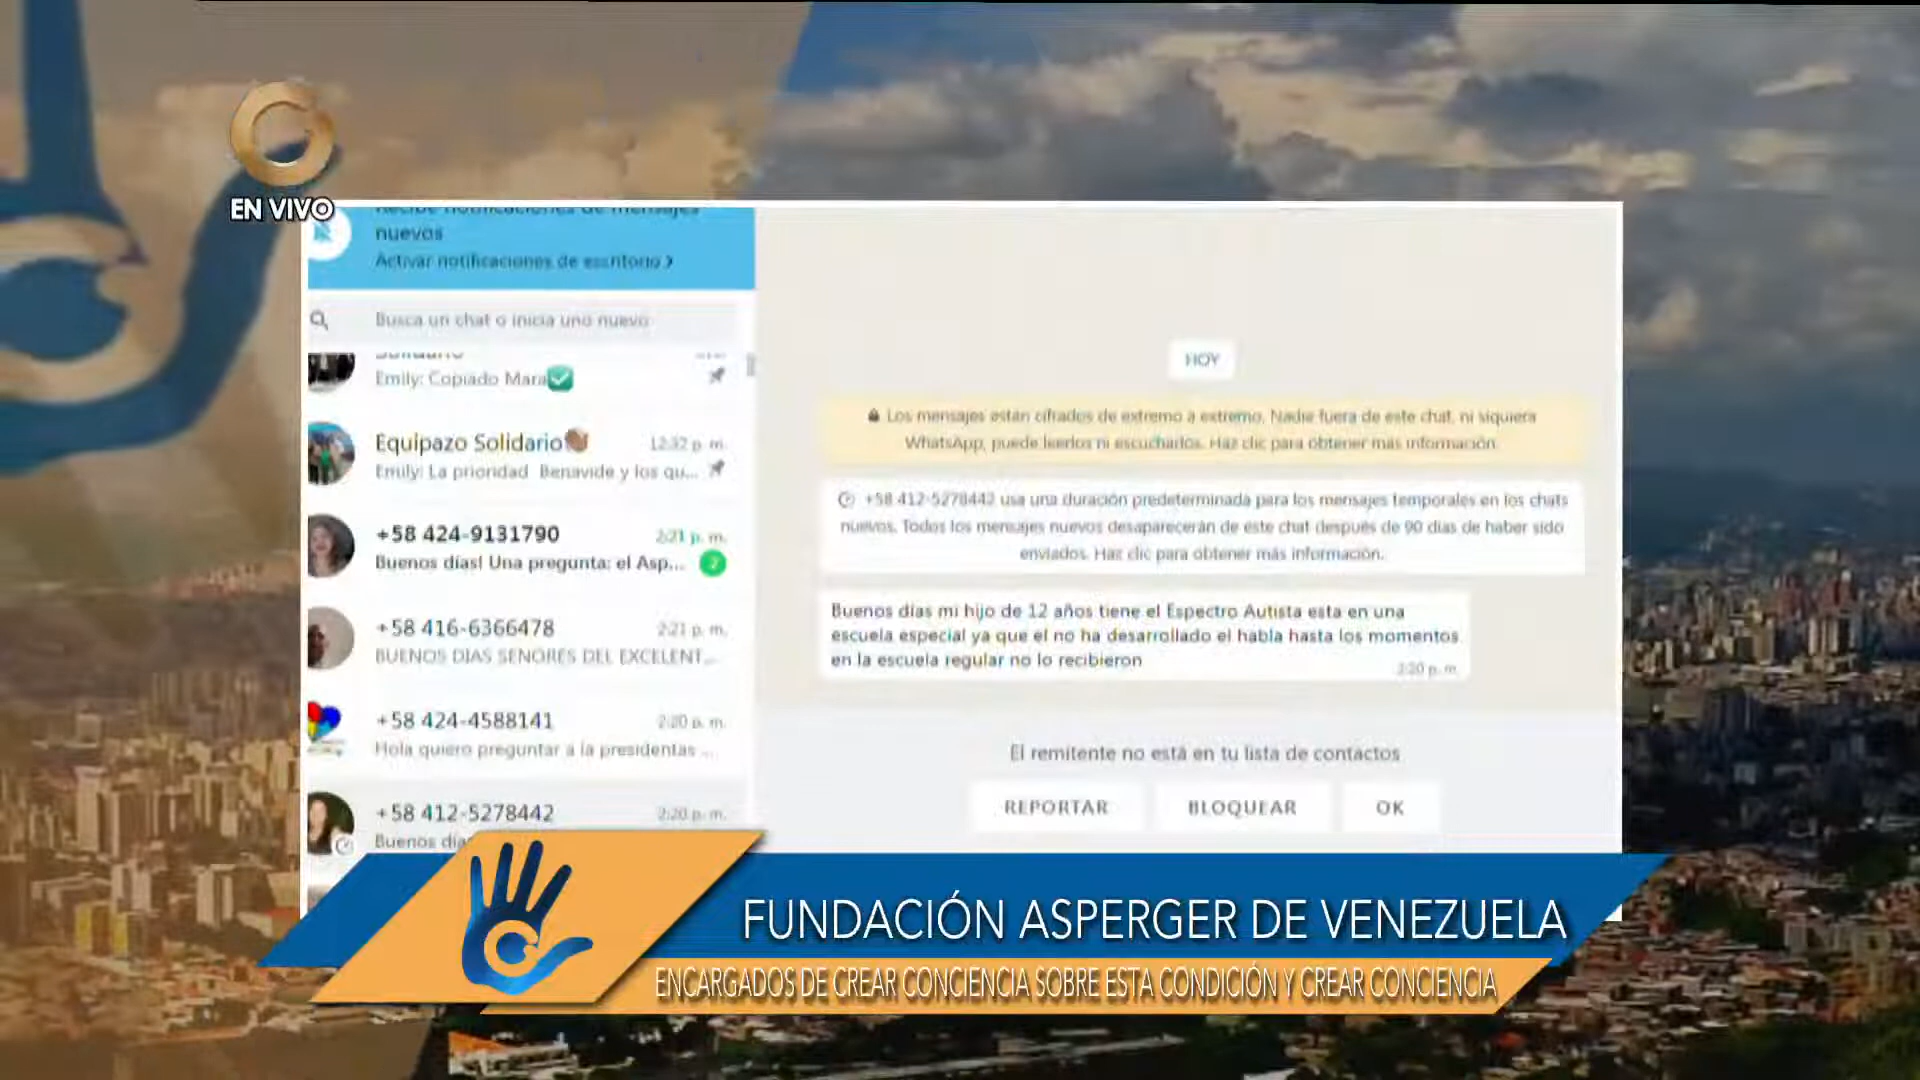 EN VIVO
Recibe notificaciones de mensajes
nuevos
Activar notificaciones de escritorio
Busca un chat o inicia uno nuevo
Solidario
Emily: Copiado Mara
Equipazo Solidario
12:32 p. m.
Emily: La prioridad Benavide y los qu...
+58 424-9131790
2:21 p. m.
Buenos días! Una pregunta: el Asp...
2
+58 416-6366478
2:21 p. m.
BUENOS DIAS SENORES DEL EXCELENT...
+58 424-4588141
2:20 p. m.
Hola quiero preguntar a la presidentas ...
+58 412-5278442
2:20 p. m.
Buenos días
HOY
Los mensajes están cifrados de extremo a extremo. Nadie fuera de este chat, ni siquiera
WhatsApp, puede leerlos ni escucharlos. Haz clic para obtener más información.
+58 412-5278442 usa una duración predeterminada para los mensajes temporales en los chats
nuevos. Todos los mensajes nuevos desaparecerán de este chat después de 90 días de haber sido
enviados. Haz clic para obtener más información.
Buenos días mi hijo de 12 años tiene el Espectro Autista esta en una
escuela especial ya que el no ha desarrollado el habla hasta los momentos
en la escuela regular no lo recibieron
2:20 p. m.
El remitente no está en tu lista de contactos
REPORTAR
BLOQUEAR
OK
FUNDACIÓN ASPERGER DE VENEZUELA
ENCARGADOS DE CREAR CONCIENCIA SOBRE ESTA CONDICIÓN Y CREAR CONCIENCIA